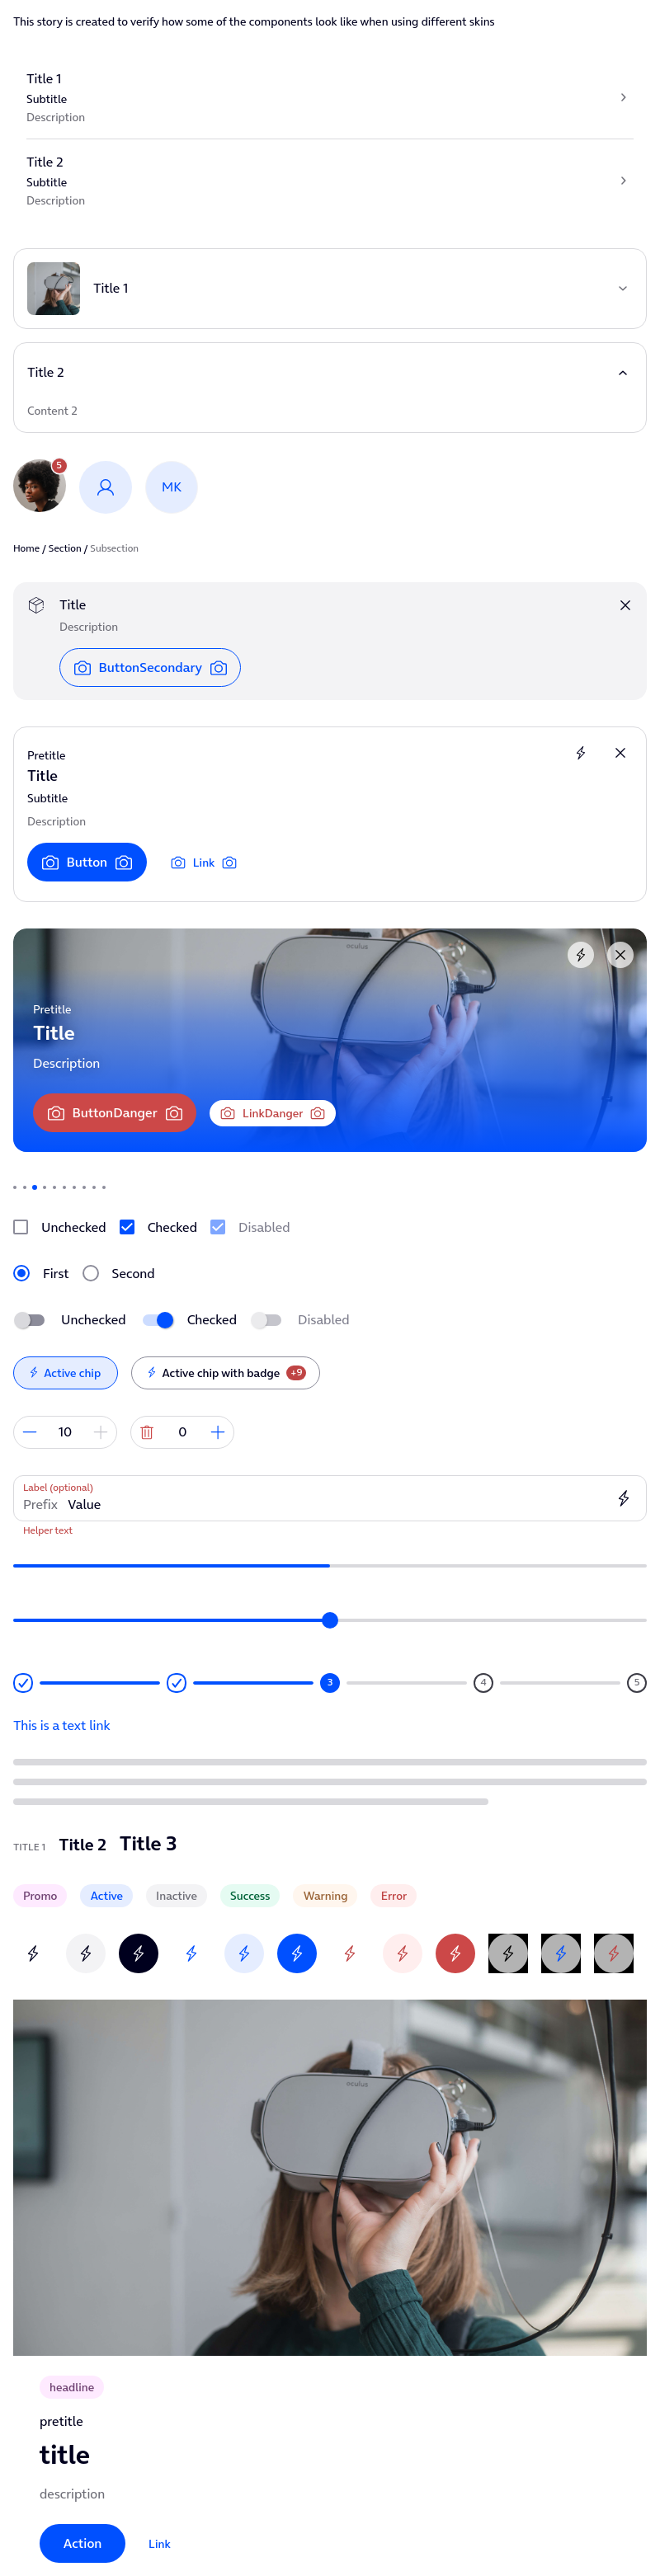 This story is created to verify how some of the components look like when using different skins
Title 1
Subtitle
Description
Title 2
Subtitle
Description
Title 1
Title 2
Content 2
5
MK
Home / Section / Subsection
Title
Description
ButtonSecondary
Pretitle
Title
Subtitle
Description
Button Link
oculus
Pretitle
Title
Description
ButtonDanger LinkDanger
Unchecked Checked Disabled
First Second
Unchecked Checked Disabled
Active chip Active chip with badge +9
10 0
Label (optional)
Prefix Value
Helper text
3 4 5
This is a text link
TITLE 1 Title 2 Title 3
Promo Active Inactive Success Warning Error
oculus
headline
pretitle
title
description
Action Link